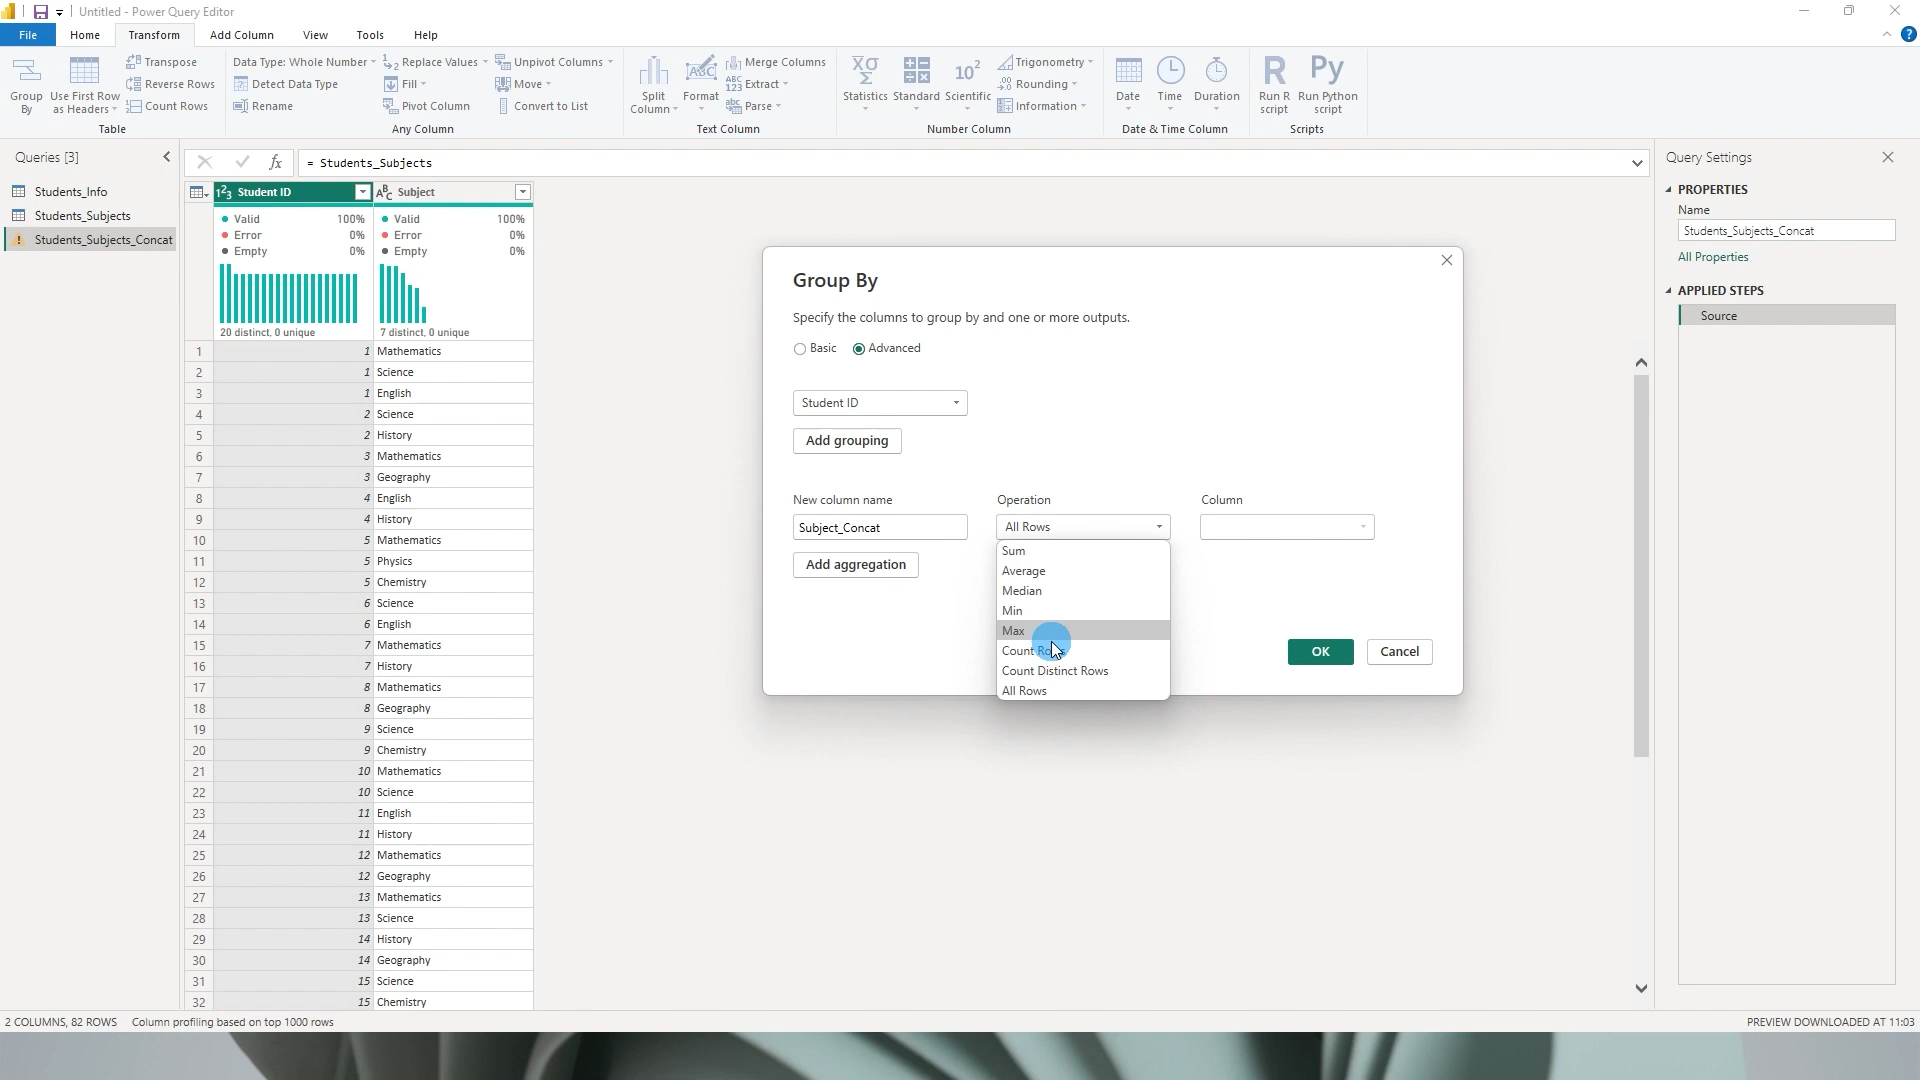 Untitled - Power Query Editor
File Home Transform Add Column View Tools Help
Group By
Use First Row as Headers
Transpose
Reverse Rows
Count Rows
Table
Data Type: Whole Number
Detect Data Type
Rename
Replace Values
Fill
Pivot Column
Unpivot Columns
Move
Convert to List
Any Column
Split Column
Format
Merge Columns
Extract
Parse
Text Column
Statistics
Standard
Scientific
Trigonometry
Rounding
Information
Number Column
Date
Time
Duration
Date & Time Column
Run R script
Run Python script
Scripts
Queries [3]
Students_Info
Students_Subjects
Students_Subjects_Concat
fx
= Students_Subjects
Student ID Subject
Valid 100% Valid 100%
Error 0% Error 0%
Empty 0% Empty 0%
20 distinct, 0 unique 7 distinct, 0 unique
1 1 Mathematics
2 1 Science
3 1 English
4 2 Science
5 2 History
6 3 Mathematics
7 3 Geography
8 4 English
9 4 History
10 5 Mathematics
11 5 Physics
12 5 Chemistry
13 6 Science
14 6 English
15 7 Mathematics
16 7 History
17 8 Mathematics
18 8 Geography
19 9 Science
20 9 Chemistry
21 10 Mathematics
22 10 Science
23 11 English
24 11 History
25 12 Mathematics
26 12 Geography
27 13 Mathematics
28 13 Science
29 14 History
30 14 Geography
31 15 Science
32 15 Chemistry
Group By
Specify the columns to group by and one or more outputs.
Basic Advanced
Student ID
Add grouping
New column name Operation Column
Subject_Concat All Rows
Add aggregation
Sum
Average
Median
Min
Max
Count Rows
Count Distinct Rows
All Rows
OK Cancel
Query Settings
PROPERTIES
Name
Students_Subjects_Concat
All Properties
APPLIED STEPS
Source
2 COLUMNS, 82 ROWS Column profiling based on top 1000 rows
PREVIEW DOWNLOADED AT 11:03